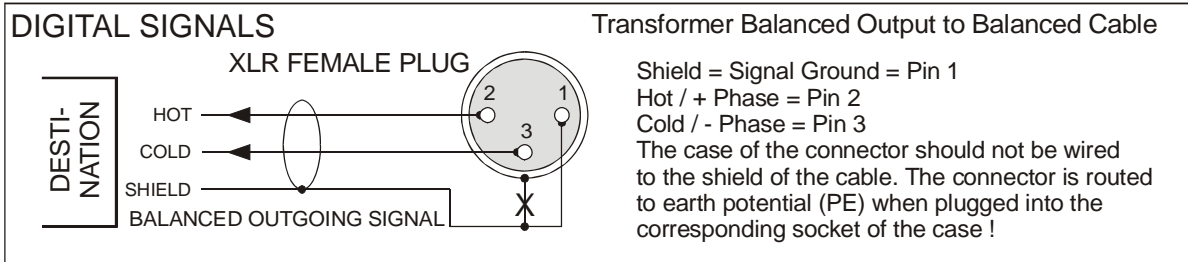 DIGITAL SIGNALS
Transformer Balanced Output to Balanced Cable
XLR FEMALE PLUG
DESTI-
NATION
HOT
COLD
SHIELD
BALANCED OUTGOING SIGNAL
2
1
3
X
Shield = Signal Ground = Pin 1
Hot / + Phase = Pin 2
Cold / - Phase = Pin 3
The case of the connector should not be wired
to the shield of the cable. The connector is routed
to earth potential (PE) when plugged into the
corresponding socket of the case !